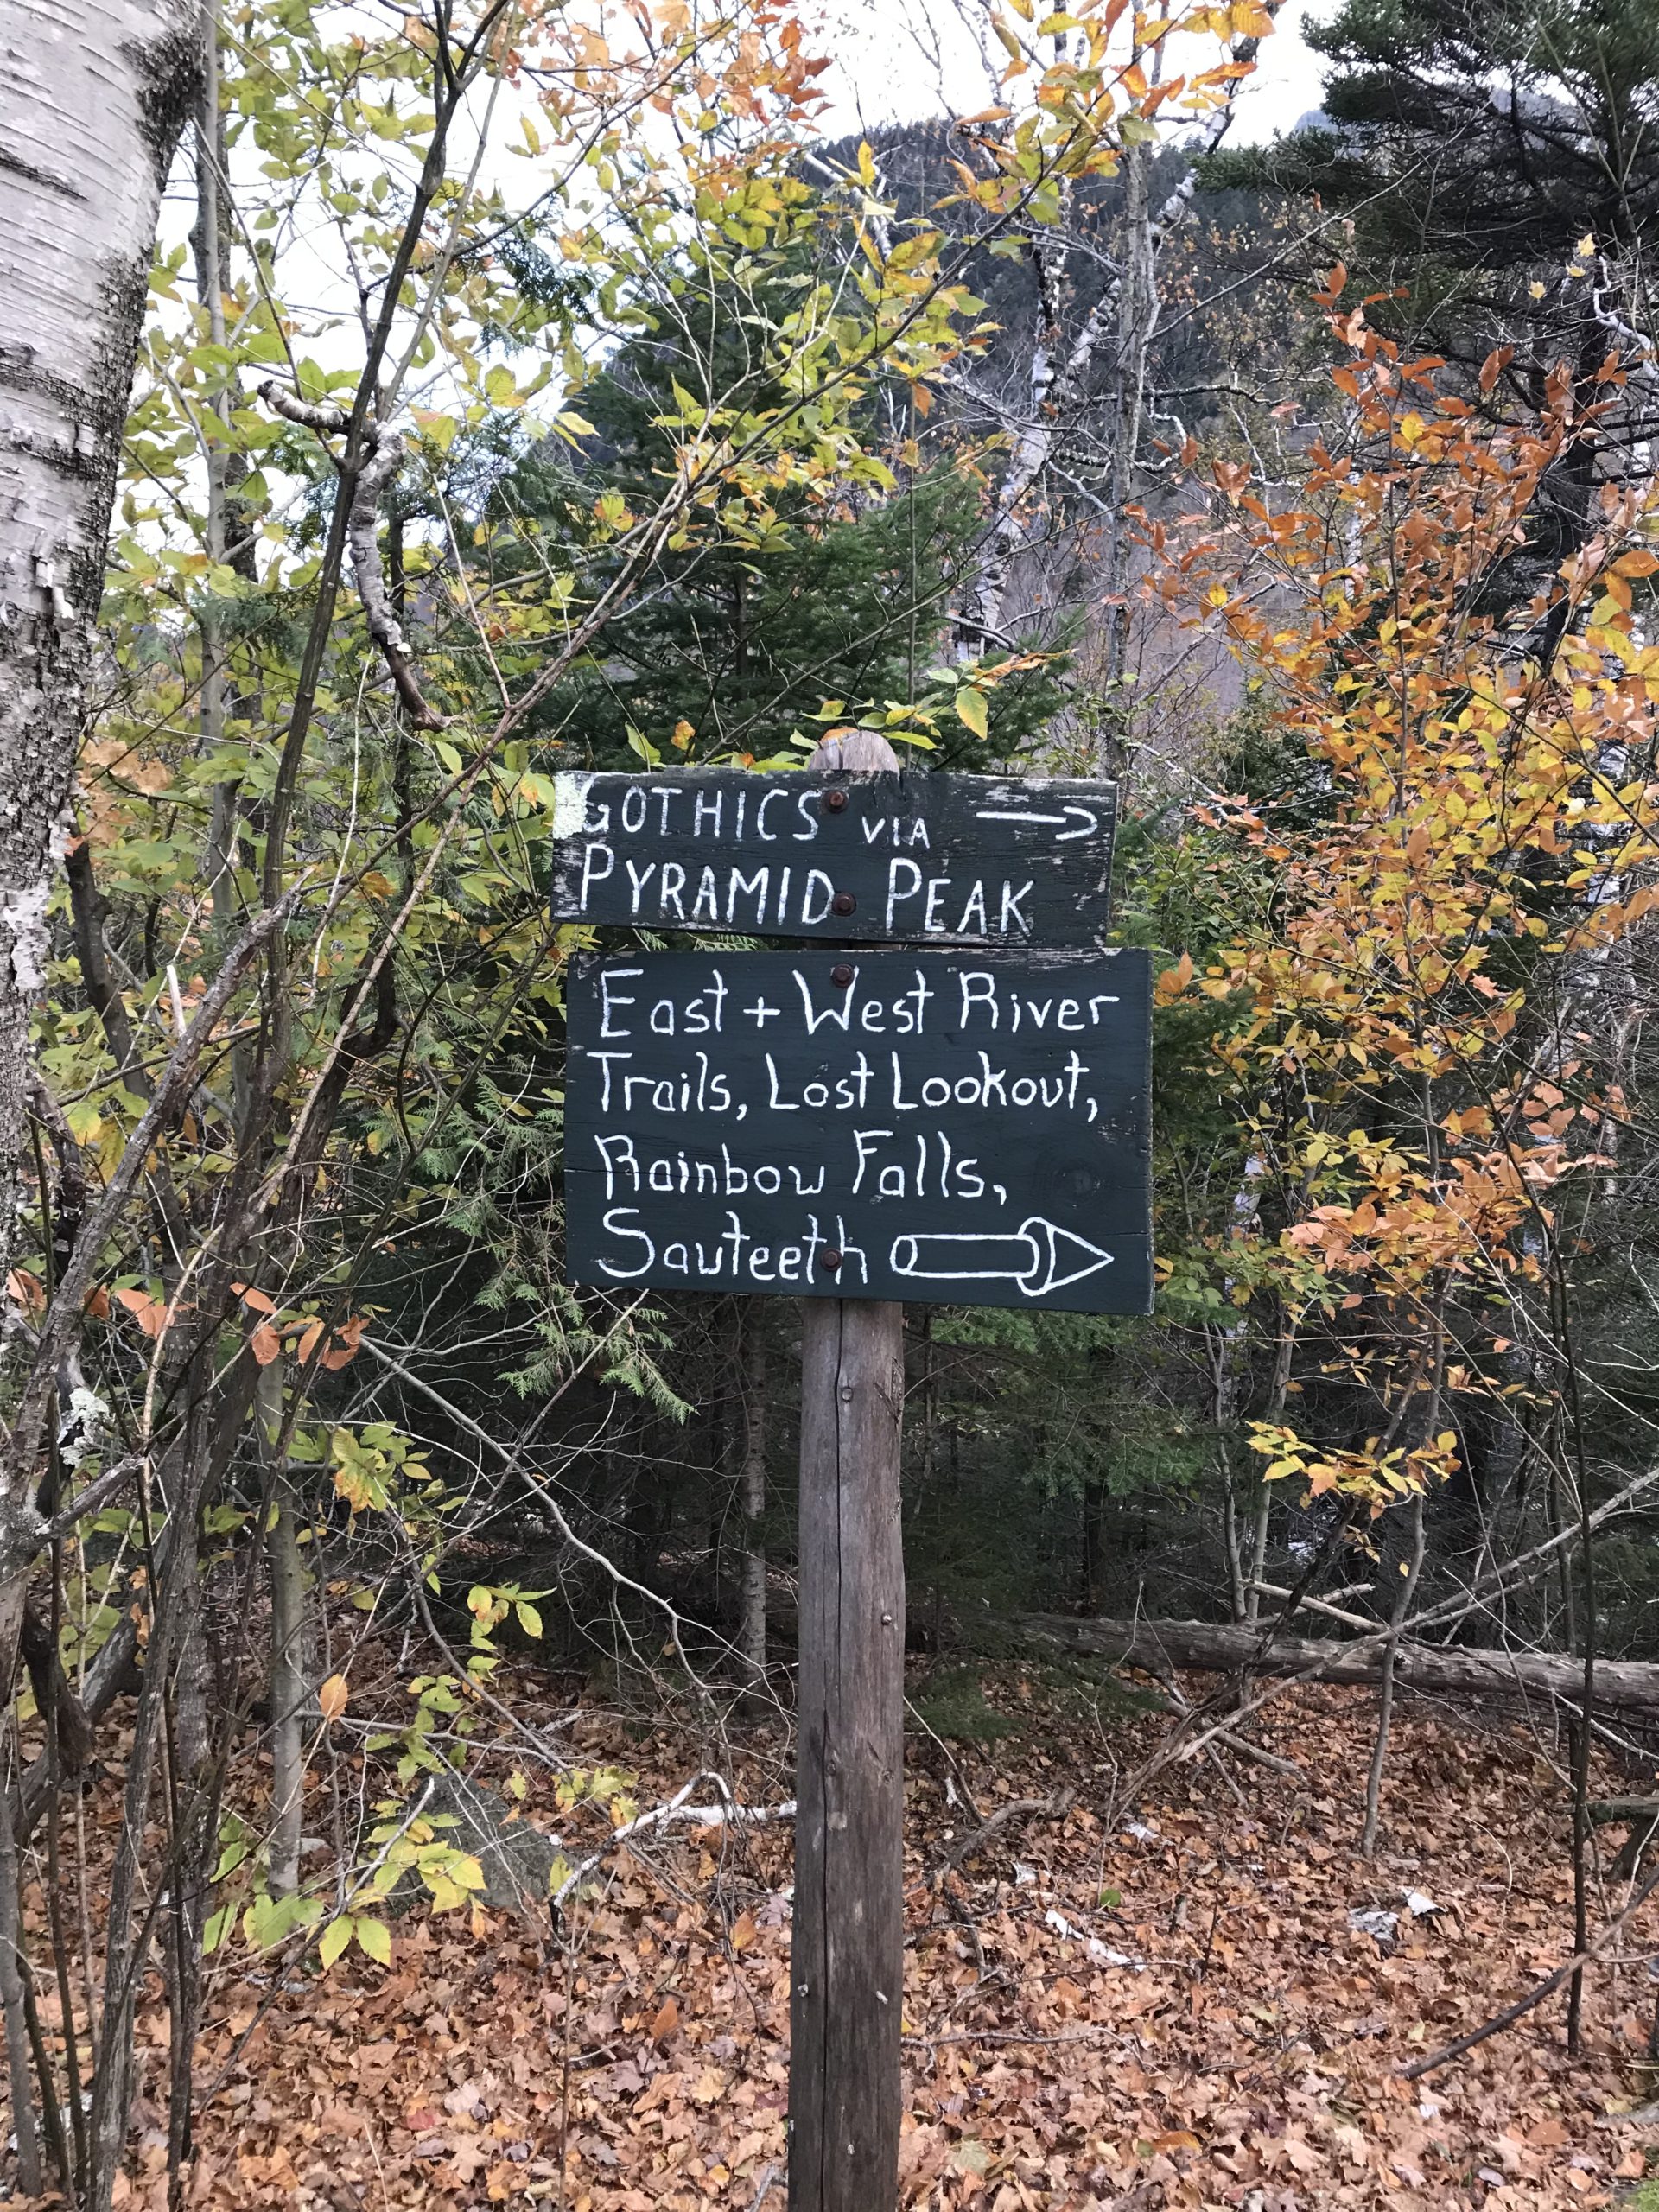 GOTHICS VIA
PYRAMID PEAK
East + West River
Trails, Lost Lookout,
Rainbow Falls,
Sawteeth